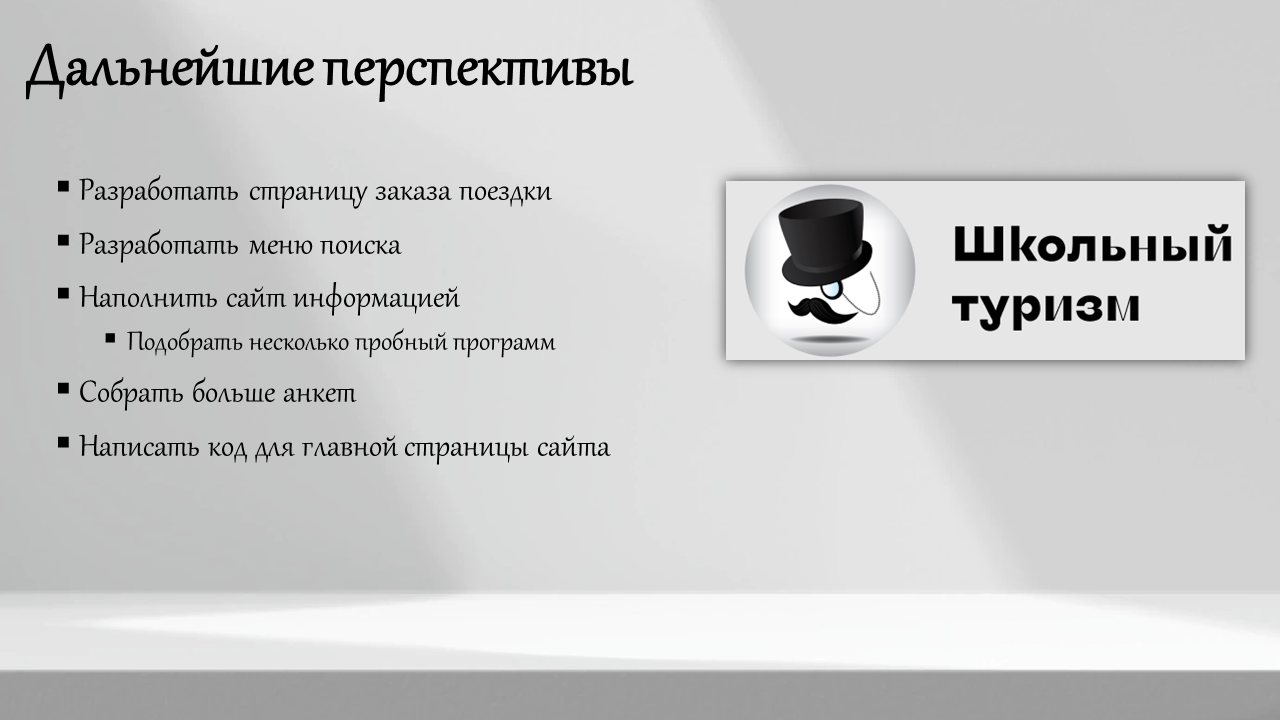 Дальнейшие перспективы
Разработать страницу заказа поездки
Разработать меню поиска
Наполнить сайт информацией
Подобрать несколько пробный программ
Собрать больше анкет
Написать код для главной страницы сайта
Школьный
туризм